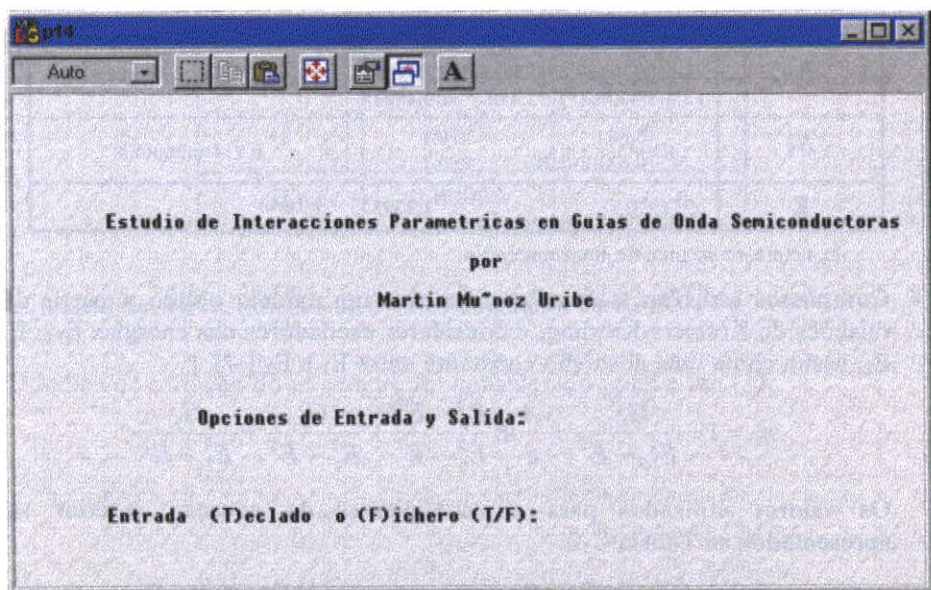 p14
Auto
A
Estudio de Interacciones Parametricas en Guias de Onda Semiconductoras
por
Martin Mu~noz Uribe
Opciones de Entrada y Salida:
Entrada (T)eclado o (F)ichero (T/F):